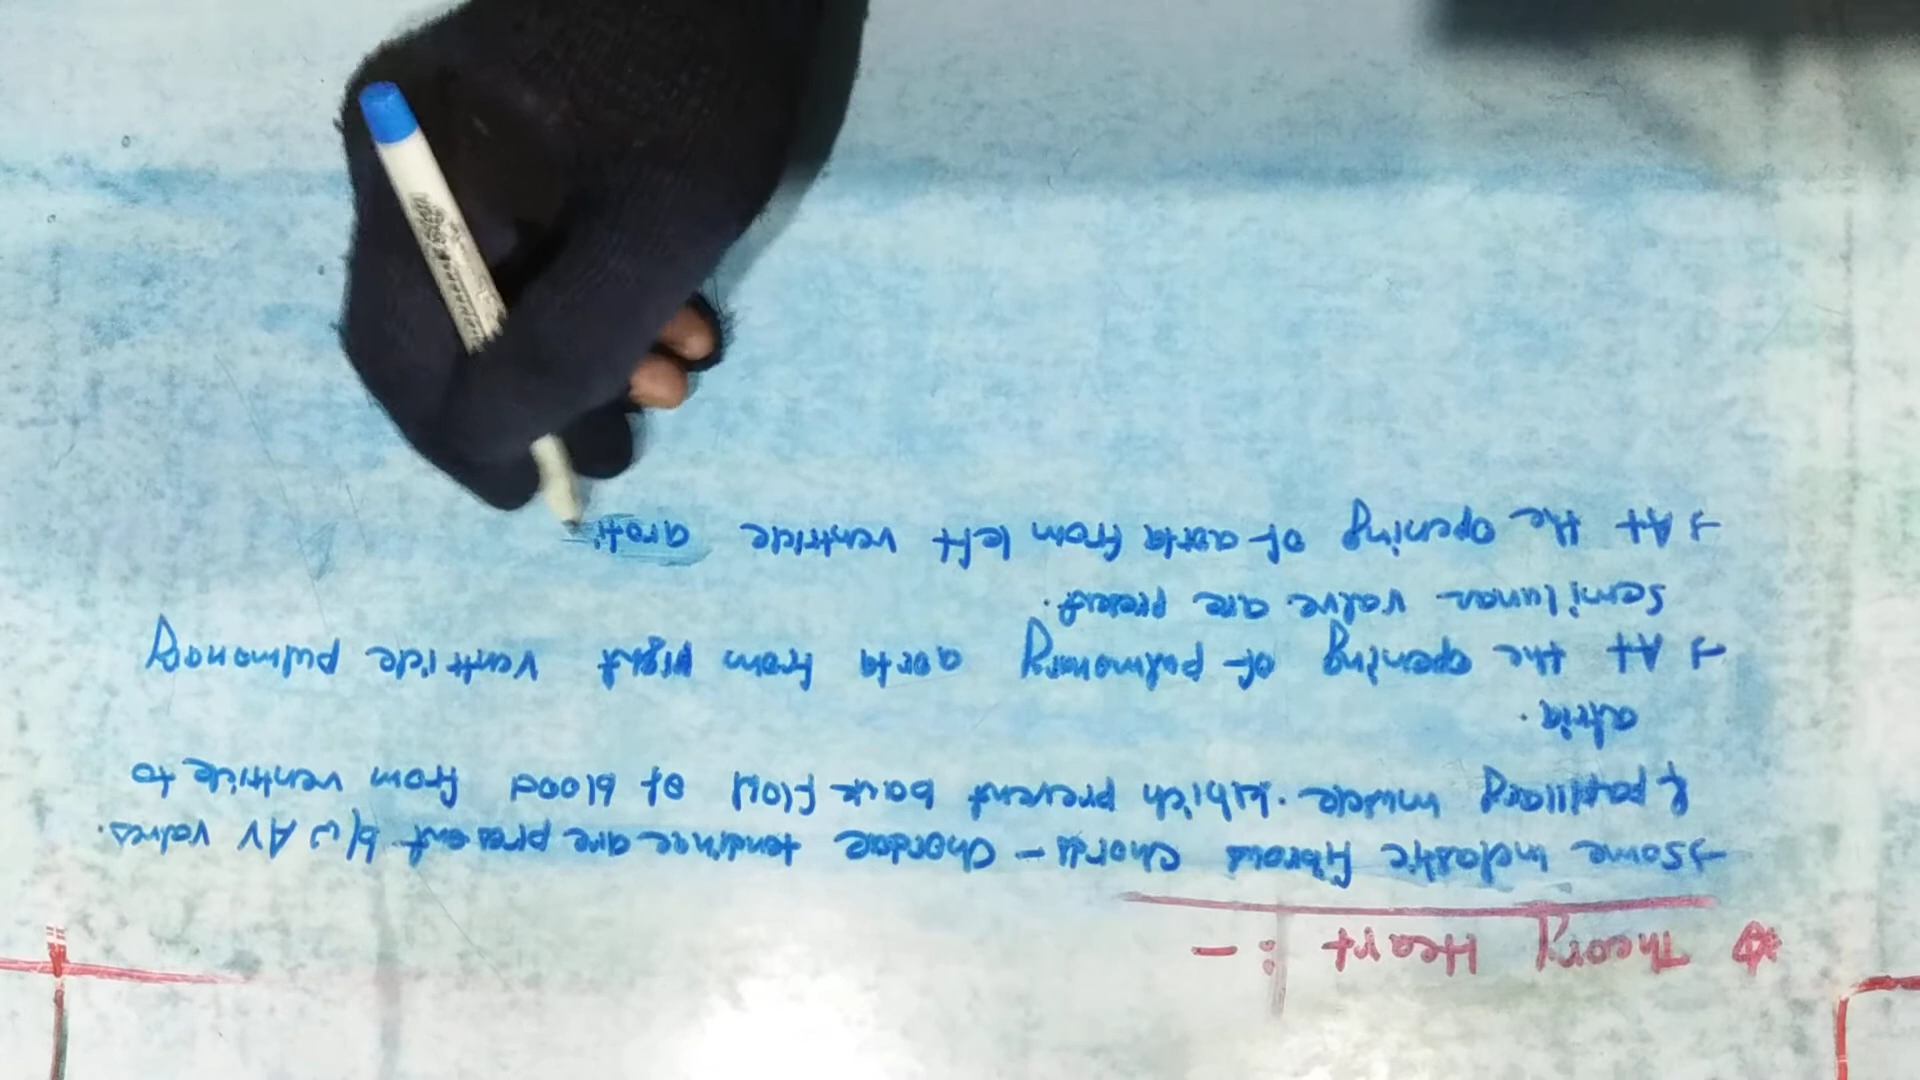 Theory Heart :-
→ Some inelastic fibrous chords - Chordae tendinae are present b/w AV valves.
& papillary muscle. which prevent back flow of blood from ventricle to
atria.
→ At the opening of pulmonary aorta from right ventricle pulmonary
semilunar valve are present.
→ At the opening of aorta from left ventricle aroti